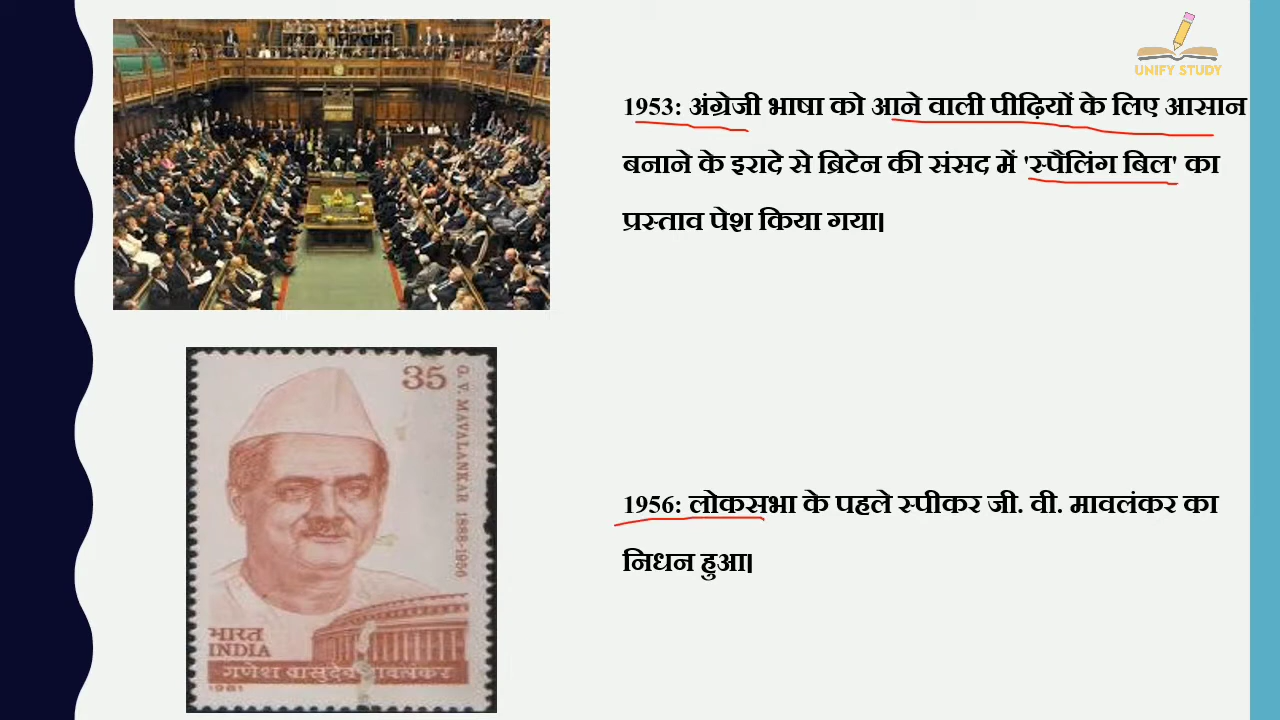 UNIFY STUDY
1953: अंग्रेजी भाषा को आने वाली पीढ़ियों के लिए आसान
बनाने के इरादे से ब्रिटेन की संसद में 'स्पैलिंग बिल' का
प्रस्ताव पेश किया गया।
35
G. V. MAVALANKAR 1888-1956
भारत
INDIA
गणेश वासुदेव मावलंकर
1981
1956: लोकसभा के पहले स्पीकर जी. वी. मावलंकर का
निधन हुआ।